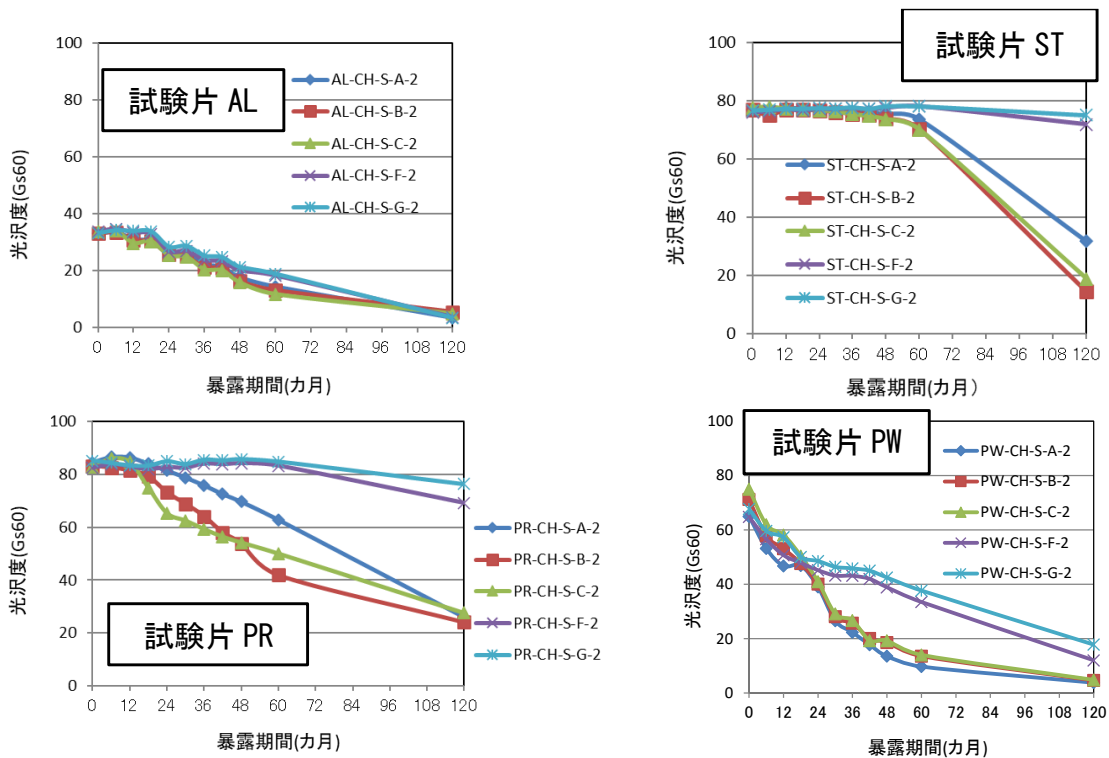 試験片 AL
光沢度(Gs60)
100
80
60
40
20
0
0 12 24 36 48 60 72 84 96 108 120
暴露期間(カ月)
AL-CH-S-A-2
AL-CH-S-B-2
AL-CH-S-C-2
AL-CH-S-F-2
AL-CH-S-G-2
試験片 ST
光沢度(Gs60)
100
80
60
40
20
0
0 12 24 36 48 60 72 84 96 108 120
暴露期間(カ月)
ST-CH-S-A-2
ST-CH-S-B-2
ST-CH-S-C-2
ST-CH-S-F-2
ST-CH-S-G-2
試験片 PR
光沢度(Gs60)
100
80
60
40
20
0
0 12 24 36 48 60 72 84 96 108 120
暴露期間(カ月)
PR-CH-S-A-2
PR-CH-S-B-2
PR-CH-S-C-2
PR-CH-S-F-2
PR-CH-S-G-2
試験片 PW
光沢度(Gs60)
100
80
60
40
20
0
0 12 24 36 48 60 72 84 96 108 120
暴露期間(カ月)
PW-CH-S-A-2
PW-CH-S-B-2
PW-CH-S-C-2
PW-CH-S-F-2
PW-CH-S-G-2